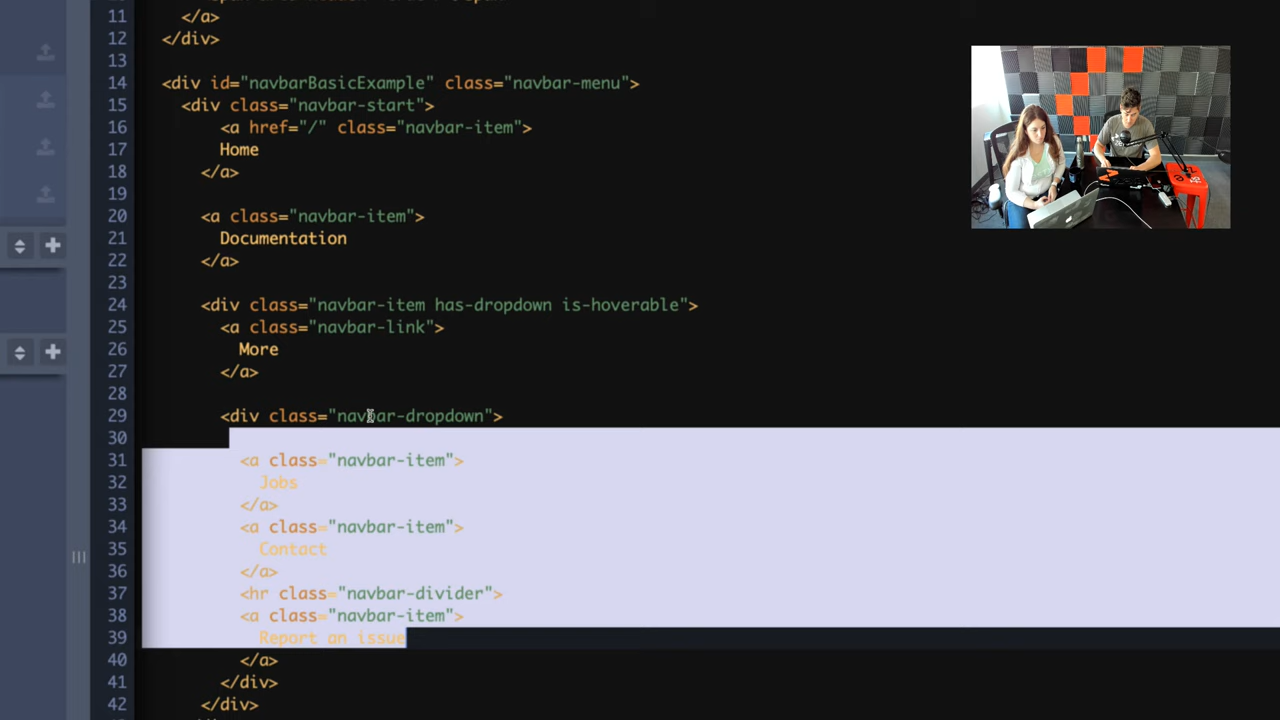 11 </a>
12 </div>
13
14 <div id="navbarBasicExample" class="navbar-menu">
15 <div class="navbar-start">
16 <a href="/" class="navbar-item">
17 Home
18 </a>
19
20 <a class="navbar-item">
21 Documentation
22 </a>
23
24 <div class="navbar-item has-dropdown is-hoverable">
25 <a class="navbar-link">
26 More
27 </a>
28
29 <div class="navbar-dropdown">
30
31 <a class="navbar-item">
32 Jobs
33 </a>
34 <a class="navbar-item">
35 Contact
36 </a>
37 <hr class="navbar-divider">
38 <a class="navbar-item">
39 Report an issue
40 </a>
41 </div>
42 </div>